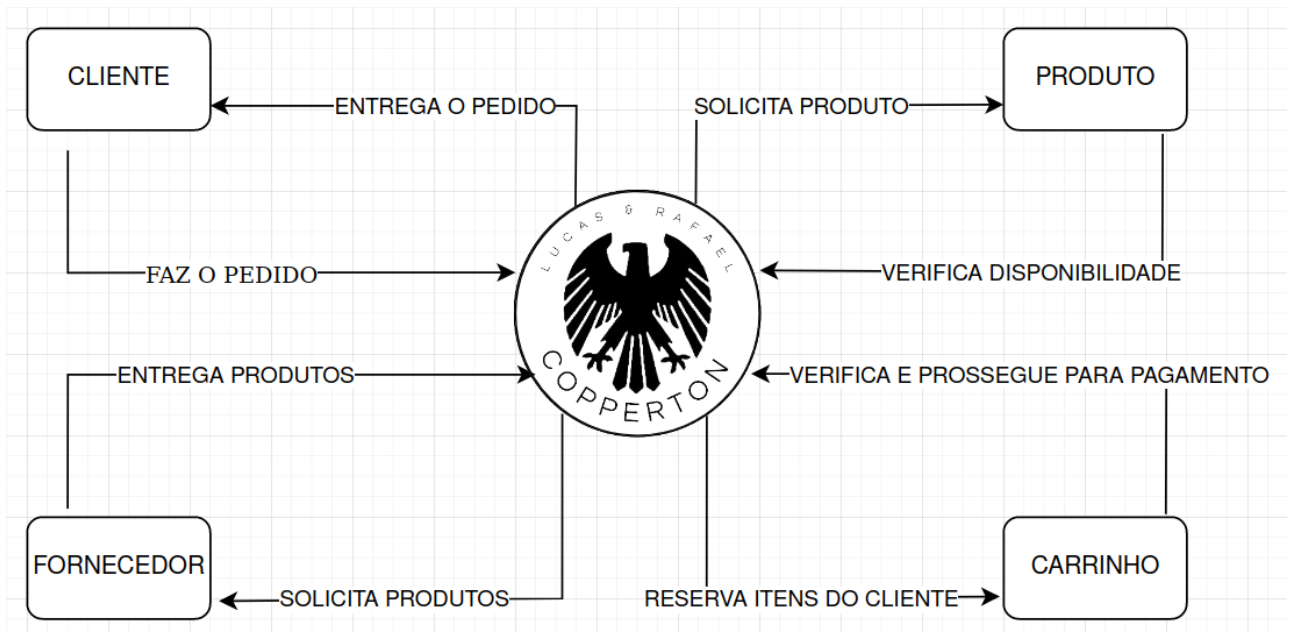 CLIENTE
PRODUTO
ENTREGA O PEDIDO
SOLICITA PRODUTO
LUCAS & RAFAEL
FAZ O PEDIDO
VERIFICA DISPONIBILIDADE
COPPERTON
ENTREGA PRODUTOS
VERIFICA E PROSSEGUE PARA PAGAMENTO
FORNECEDOR
CARRINHO
SOLICITA PRODUTOS
RESERVA ITENS DO CLIENTE